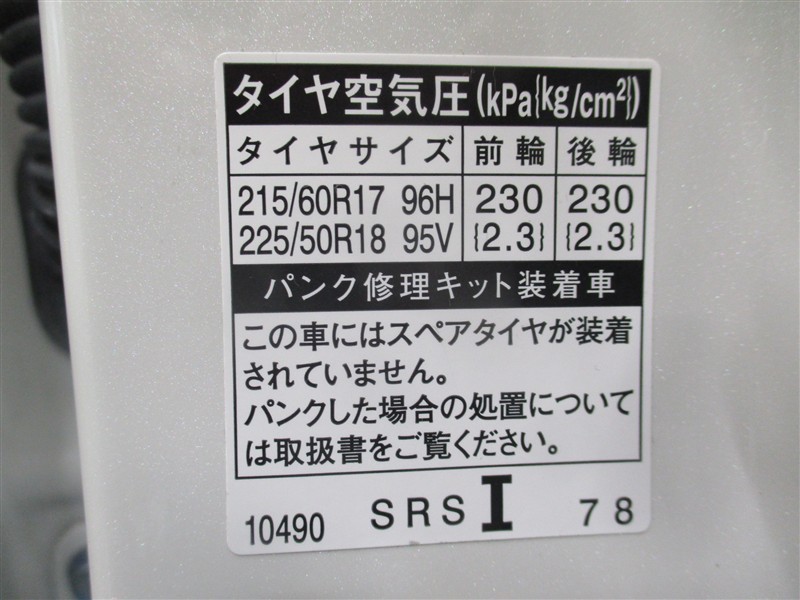 タイヤ空気圧(kPa{kg/cm²})
タイヤサイズ 前輪 後輪
215/60R17 96H 230 230
225/50R18 95V {2.3} {2.3}
パンク修理キット装着車
この車にはスペアタイヤが装着
されていません。
パンクした場合の処置について
は取扱書をご覧ください。
10490 SRS I 78